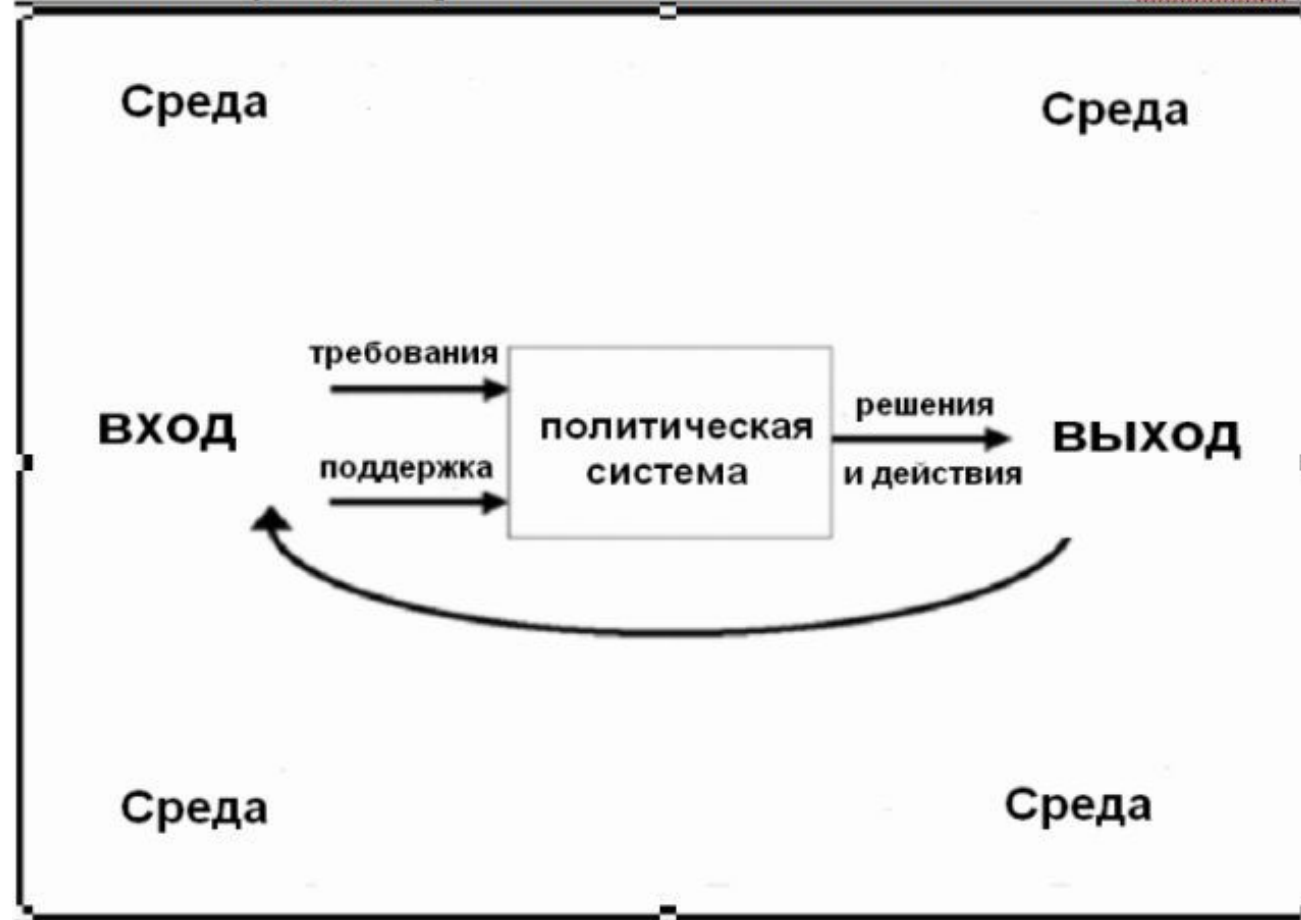 Среда
Среда
требования
вход
поддержка
политическая
система
решения
и действия
выход
Среда
Среда